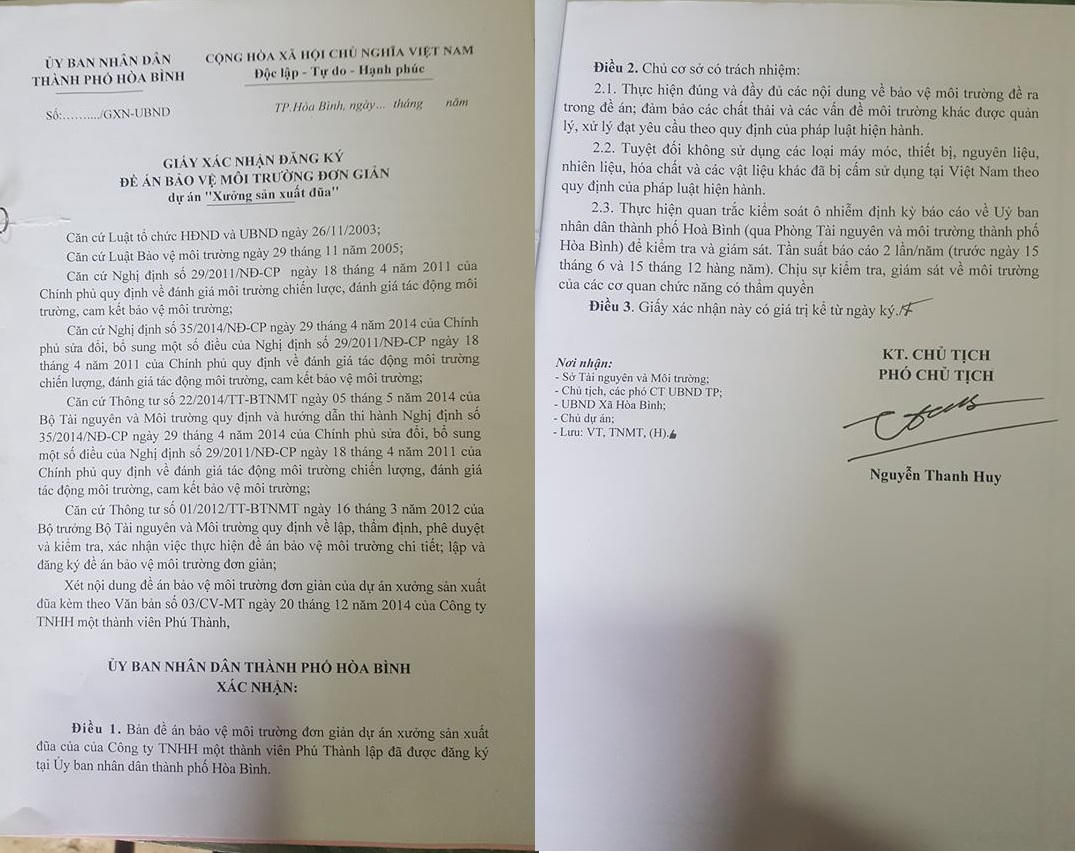 ỦY BAN NHÂN DÂN
THÀNH PHỐ HÒA BÌNH
CỘNG HÒA XÃ HỘI CHỦ NGHĨA VIỆT NAM
Độc lập - Tự do - Hạnh phúc
Số:........../GXN-UBND
TP.Hòa Bình, ngày... tháng năm
GIẤY XÁC NHẬN ĐĂNG KÝ
ĐỀ ÁN BẢO VỆ MÔI TRƯỜNG ĐƠN GIẢN
dự án "Xưởng sản xuất đũa"
Căn cứ Luật tổ chức HĐND và UBND ngày 26/11/2003;
Căn cứ Luật Bảo vệ môi trường ngày 29 tháng 11 năm 2005;
Căn cứ Nghị định số 29/2011/NĐ-CP ngày 18 tháng 4 năm 2011 của
Chính phủ quy định về đánh giá môi trường chiến lược, đánh giá tác động môi
trường, cam kết bảo vệ môi trường;
Căn cứ Nghị định số 35/2014/NĐ-CP ngày 29 tháng 4 năm 2014 của Chính
phủ sửa đổi, bổ sung một số điều của Nghị định số 29/2011/NĐ-CP ngày 18
tháng 4 năm 2011 của Chính phủ quy định về đánh giá tác động môi trường
chiến lượng, đánh giá tác động môi trường, cam kết bảo vệ môi trường;
Căn cứ Thông tư số 22/2014/TT-BTNMT ngày 05 tháng 5 năm 2014 của
Bộ Tài nguyên và Môi trường quy định và hướng dẫn thi hành Nghị định số
35/2014/NĐ-CP ngày 29 tháng 4 năm 2014 của Chính phủ sửa đổi, bổ sung
một số điều của Nghị định số 29/2011/NĐ-CP ngày 18 tháng 4 năm 2011 của
Chính phủ quy định về đánh giá tác động môi trường chiến lượng, đánh giá
tác động môi trường, cam kết bảo vệ môi trường;
Căn cứ Thông tư số 01/2012/TT-BTNMT ngày 16 tháng 3 năm 2012 của
Bộ trưởng Bộ Tài nguyên và Môi trường quy định về lập, thẩm định, phê duyệt
và kiểm tra, xác nhận việc thực hiện đề án bảo vệ môi trường chi tiết; lập và
đăng ký đề án bảo vệ môi trường đơn giản;
Xét nội dung đề án bảo vệ môi trường đơn giản của dự án xưởng sản xuất
đũa kèm theo Văn bản số 03/CV-MT ngày 20 tháng 12 năm 2014 của Công ty
TNHH một thành viên Phú Thành,
ỦY BAN NHÂN DÂN THÀNH PHỐ HÒA BÌNH
XÁC NHẬN:
Điều 1. Bản đề án bảo vệ môi trường đơn giản dự án xưởng sản xuất
đũa của của Công ty TNHH một thành viên Phú Thành lập đã được đăng ký
tại Ủy ban nhân dân thành phố Hòa Bình.
Điều 2. Chủ cơ sở có trách nhiệm:
2.1. Thực hiện đúng và đầy đủ các nội dung về bảo vệ môi trường đề ra
trong đề án; đảm bảo các chất thải và các vấn đề môi trường khác được quản
lý, xử lý đạt yêu cầu theo quy định của pháp luật hiện hành.
2.2. Tuyệt đối không sử dụng các loại máy móc, thiết bị, nguyên liệu,
nhiên liệu, hóa chất và các vật liệu khác đã bị cấm sử dụng tại Việt Nam theo
quy định của pháp luật hiện hành.
2.3. Thực hiện quan trắc kiểm soát ô nhiễm định kỳ báo cáo về Uỷ ban
nhân dân thành phố Hoà Bình (qua Phòng Tài nguyên và môi trường thành phố
Hòa Bình) để kiểm tra và giám sát. Tần suất báo cáo 2 lần/năm (trước ngày 15
tháng 6 và 15 tháng 12 hàng năm). Chịu sự kiểm tra, giám sát về môi trường
của các cơ quan chức năng có thẩm quyền
Điều 3. Giấy xác nhận này có giá trị kể từ ngày ký./.
Nơi nhận:
- Sở Tài nguyên và Môi trường;
- Chủ tịch, các phó CT UBND TP;
- UBND Xã Hòa Bình;
- Chủ dự án;
- Lưu: VT, TNMT, (H).
KT. CHỦ TỊCH
PHÓ CHỦ TỊCH
Nguyễn Thanh Huy